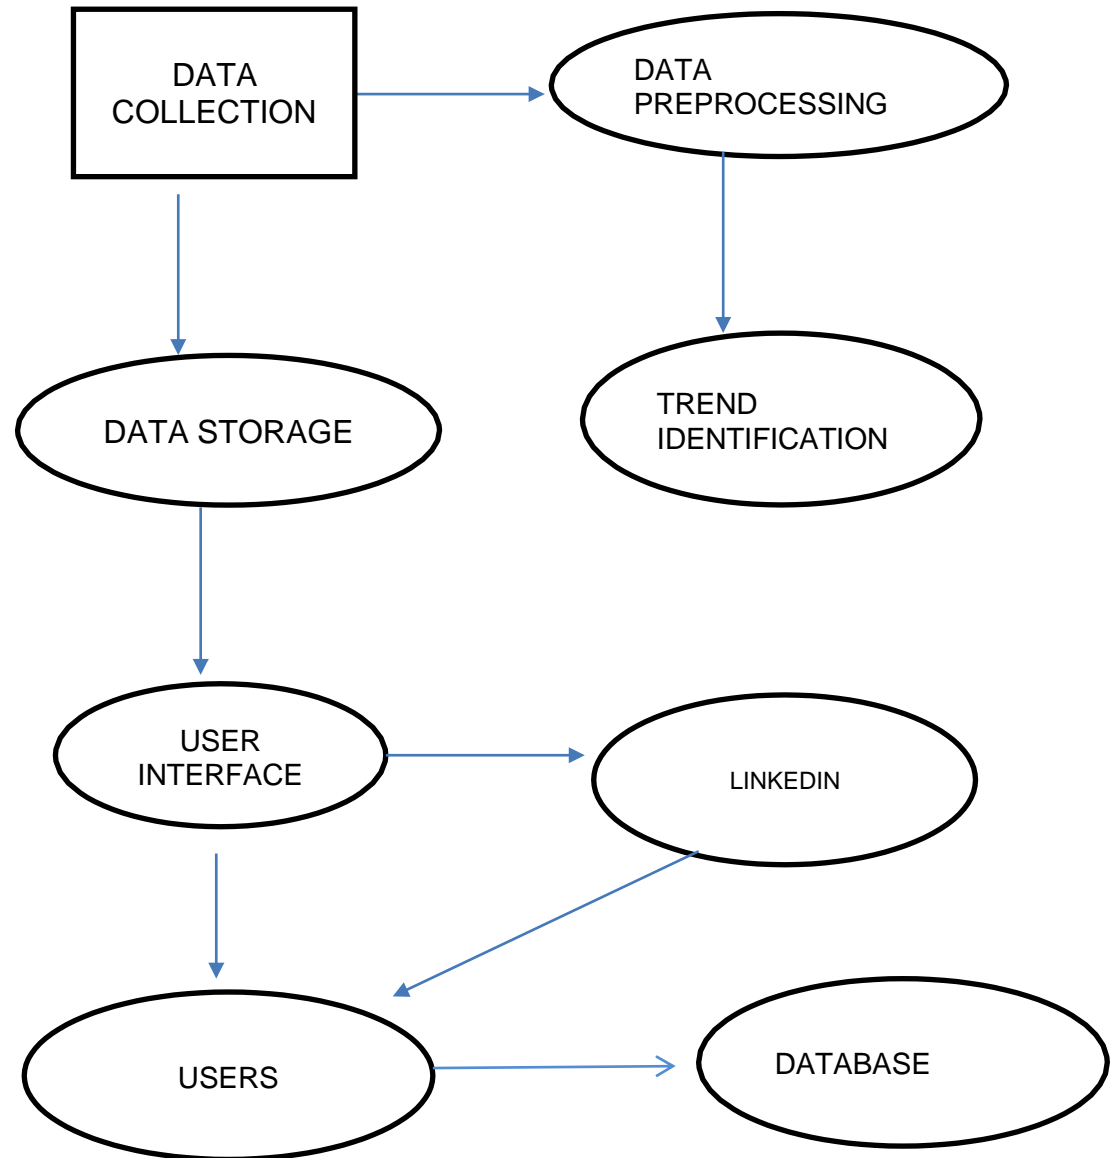 DATA
COLLECTION
DATA
PREPROCESSING
DATA STORAGE
TREND
IDENTIFICATION
USER
INTERFACE
LINKEDIN
USERS
DATABASE